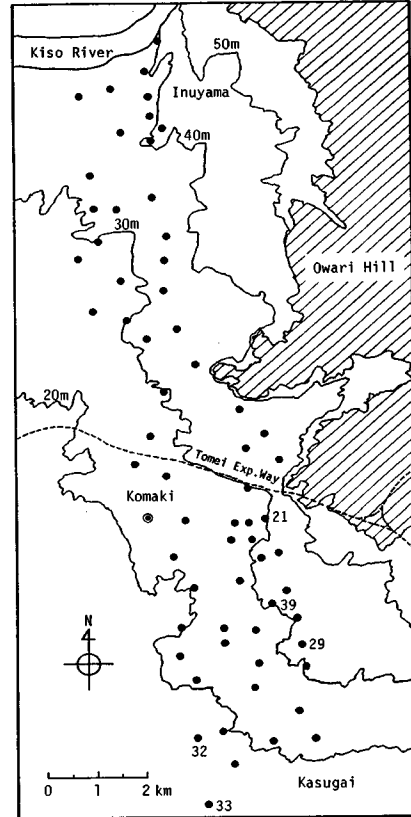 Kiso River
50m
Inuyama
40m
30m
Owari Hill
20m
Tomei Exp.Way
Komaki
21
N
39
29
32
Kasugai
0 1 2 km
33